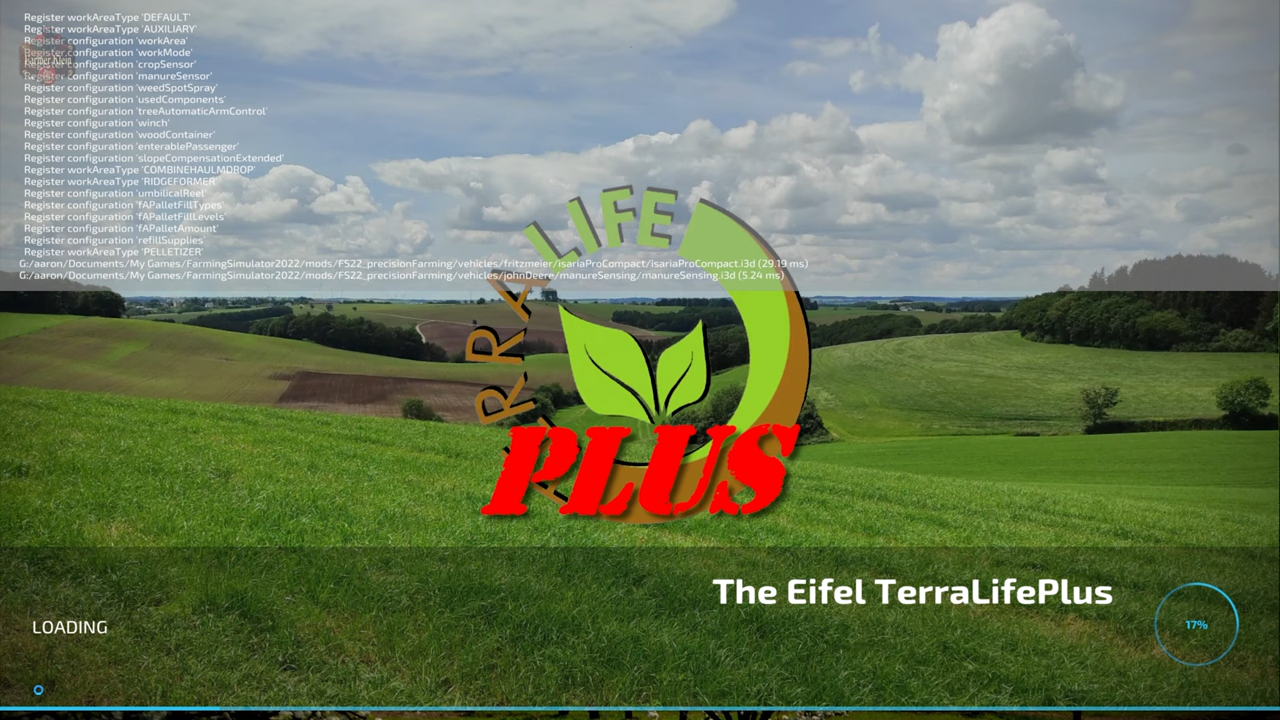 Register workAreaType 'DEFAULT'
Register workAreaType 'AUXILIARY'
Register configuration 'workArea'
Register configuration 'workMode'
Register configuration 'cropSensor'
Register configuration 'manureSensor'
Register configuration 'weedSpotSpray'
Register configuration 'usedComponents'
Register configuration 'treeAutomaticArmControl'
Register configuration 'winch'
Register configuration 'woodContainer'
Register configuration 'enterablePassenger'
Register configuration 'slopeCompensationExtended'
Register workAreaType 'COMBINEHAULMDROP'
Register workAreaType 'RIDGEFORMER'
Register configuration 'umbilicalReel'
Register configuration 'fAPalletFillTypes'
Register configuration 'fAPalletFillLevels'
Register configuration 'fAPalletAmount'
Register configuration 'refillSupplies'
Register workAreaType 'PELLETIZER'
G:/aaron/Documents/My Games/FarmingSimulator2022/mods/FS22_precisionFarming/vehicles/fritzmeier/isariaProCompact/isariaProCompact.i3d (29.19 ms)
G:/aaron/Documents/My Games/FarmingSimulator2022/mods/FS22_precisionFarming/vehicles/johnDeere/manureSensing/manureSensing.i3d (5.24 ms)
LIFE
PLUS
The Eifel TerraLifePlus
LOADING
17%